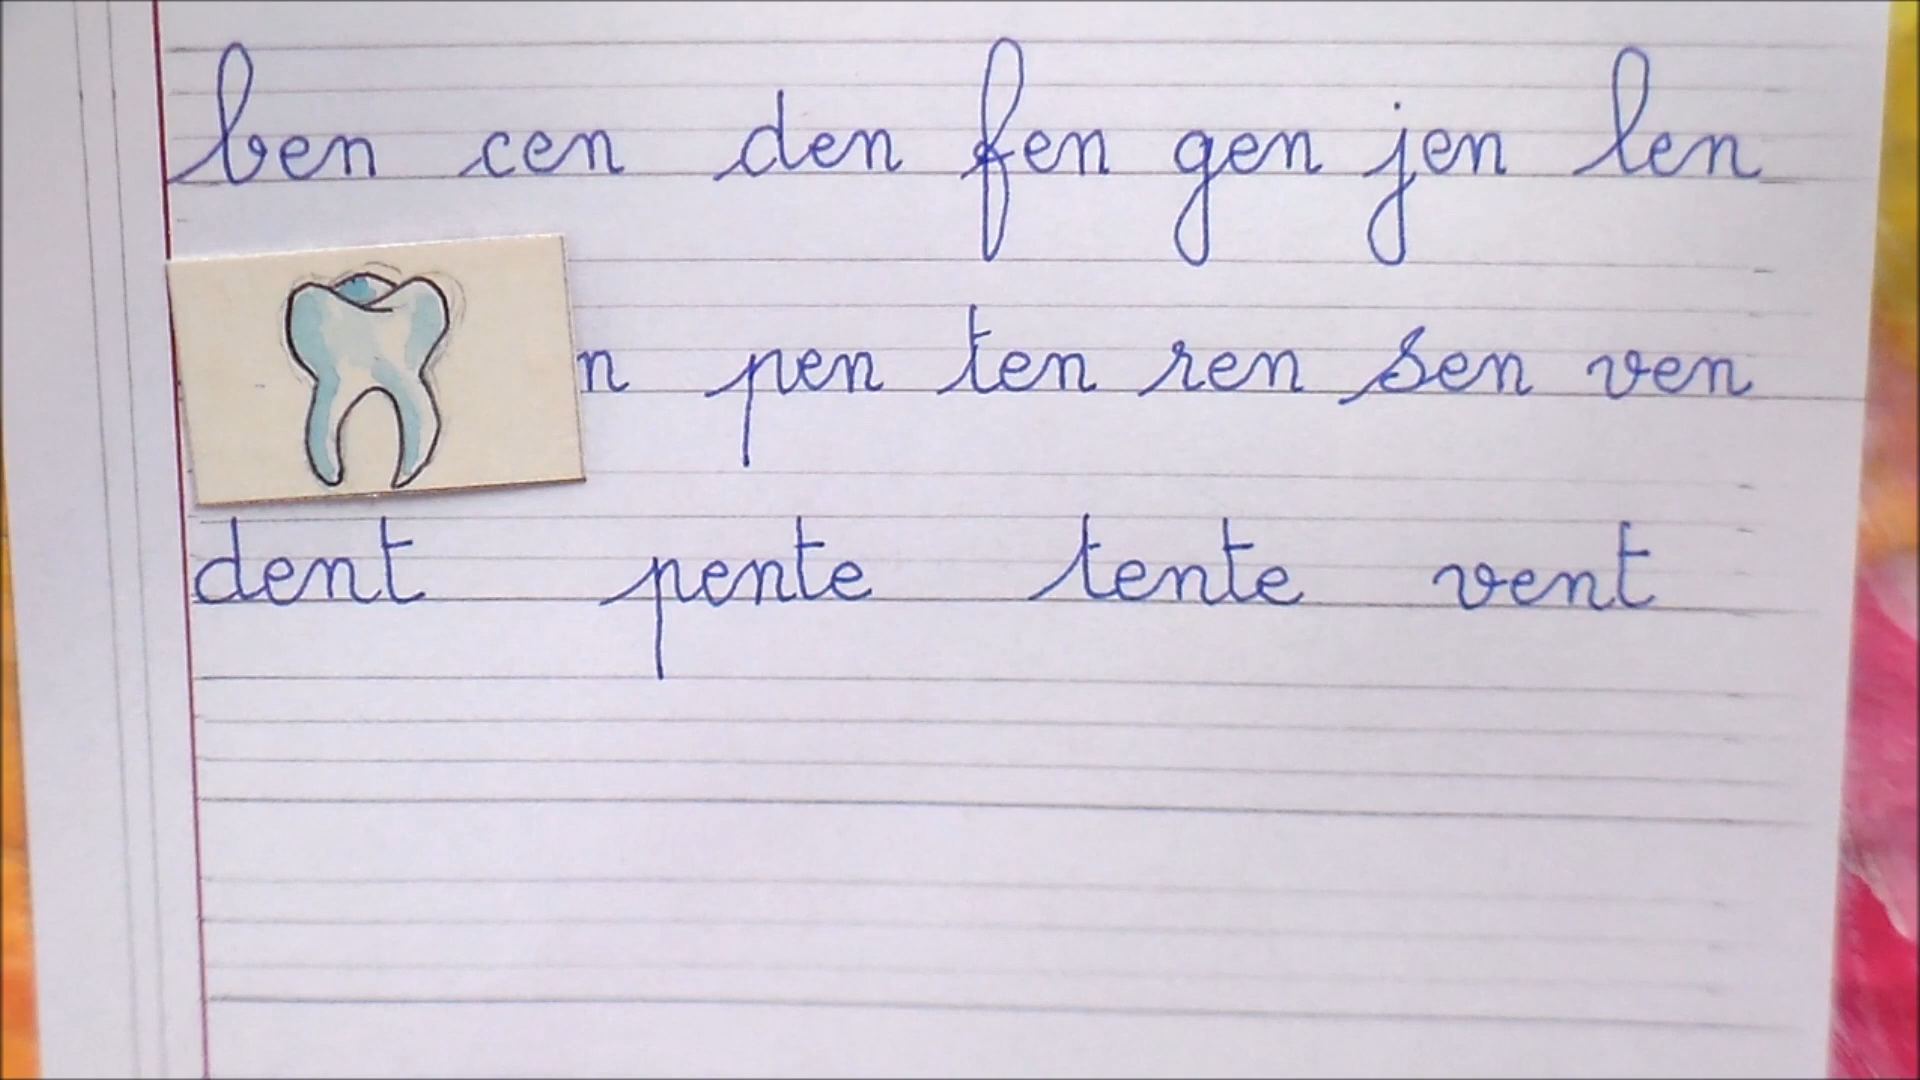 ben cen den fen gen jen len
n pen ten ren sen ven
dent pente tente vent